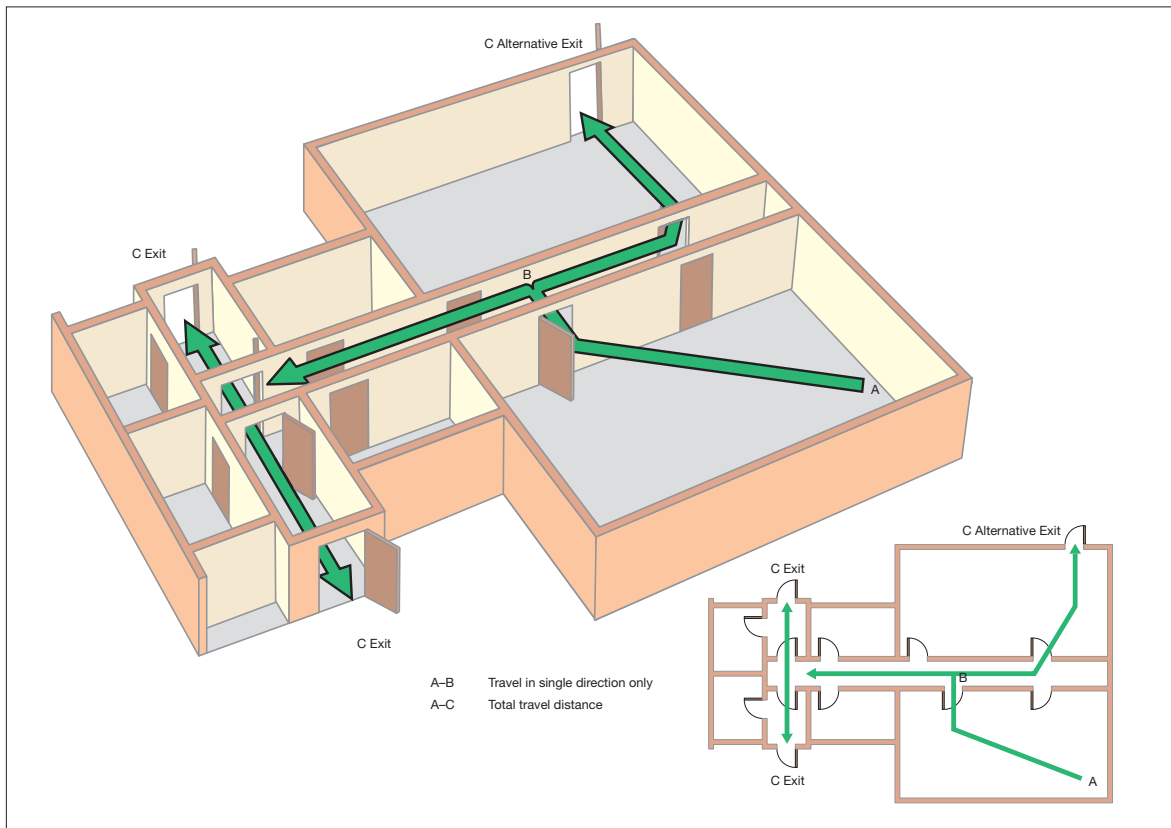 C Alternative Exit
C Exit
B
A
C Exit
A–B Travel in single direction only
A–C Total travel distance
C Alternative Exit
C Exit
B
A
C Exit